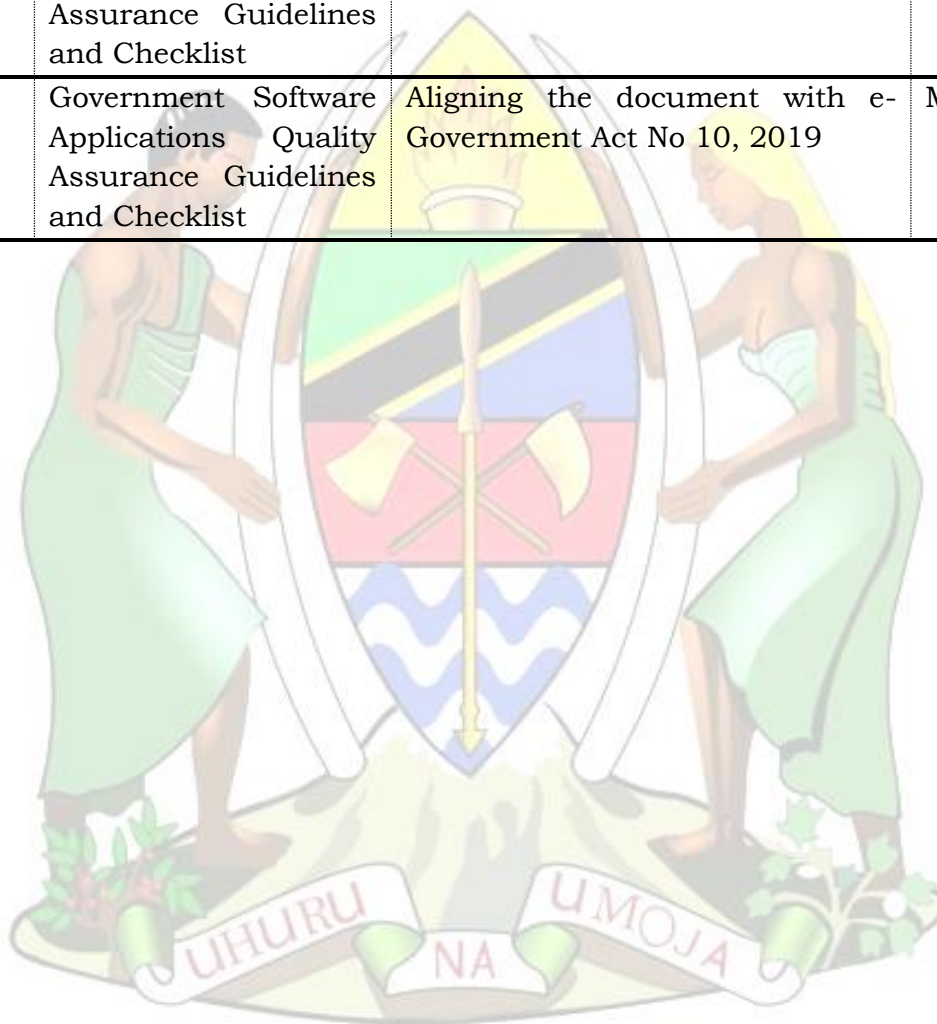 Assurance Guidelines
and Checklist
Government Software
Applications Quality
Assurance Guidelines
and Checklist
Aligning the document with e-
Government Act No 10, 2019
M
UHURU
NA
UMOJA